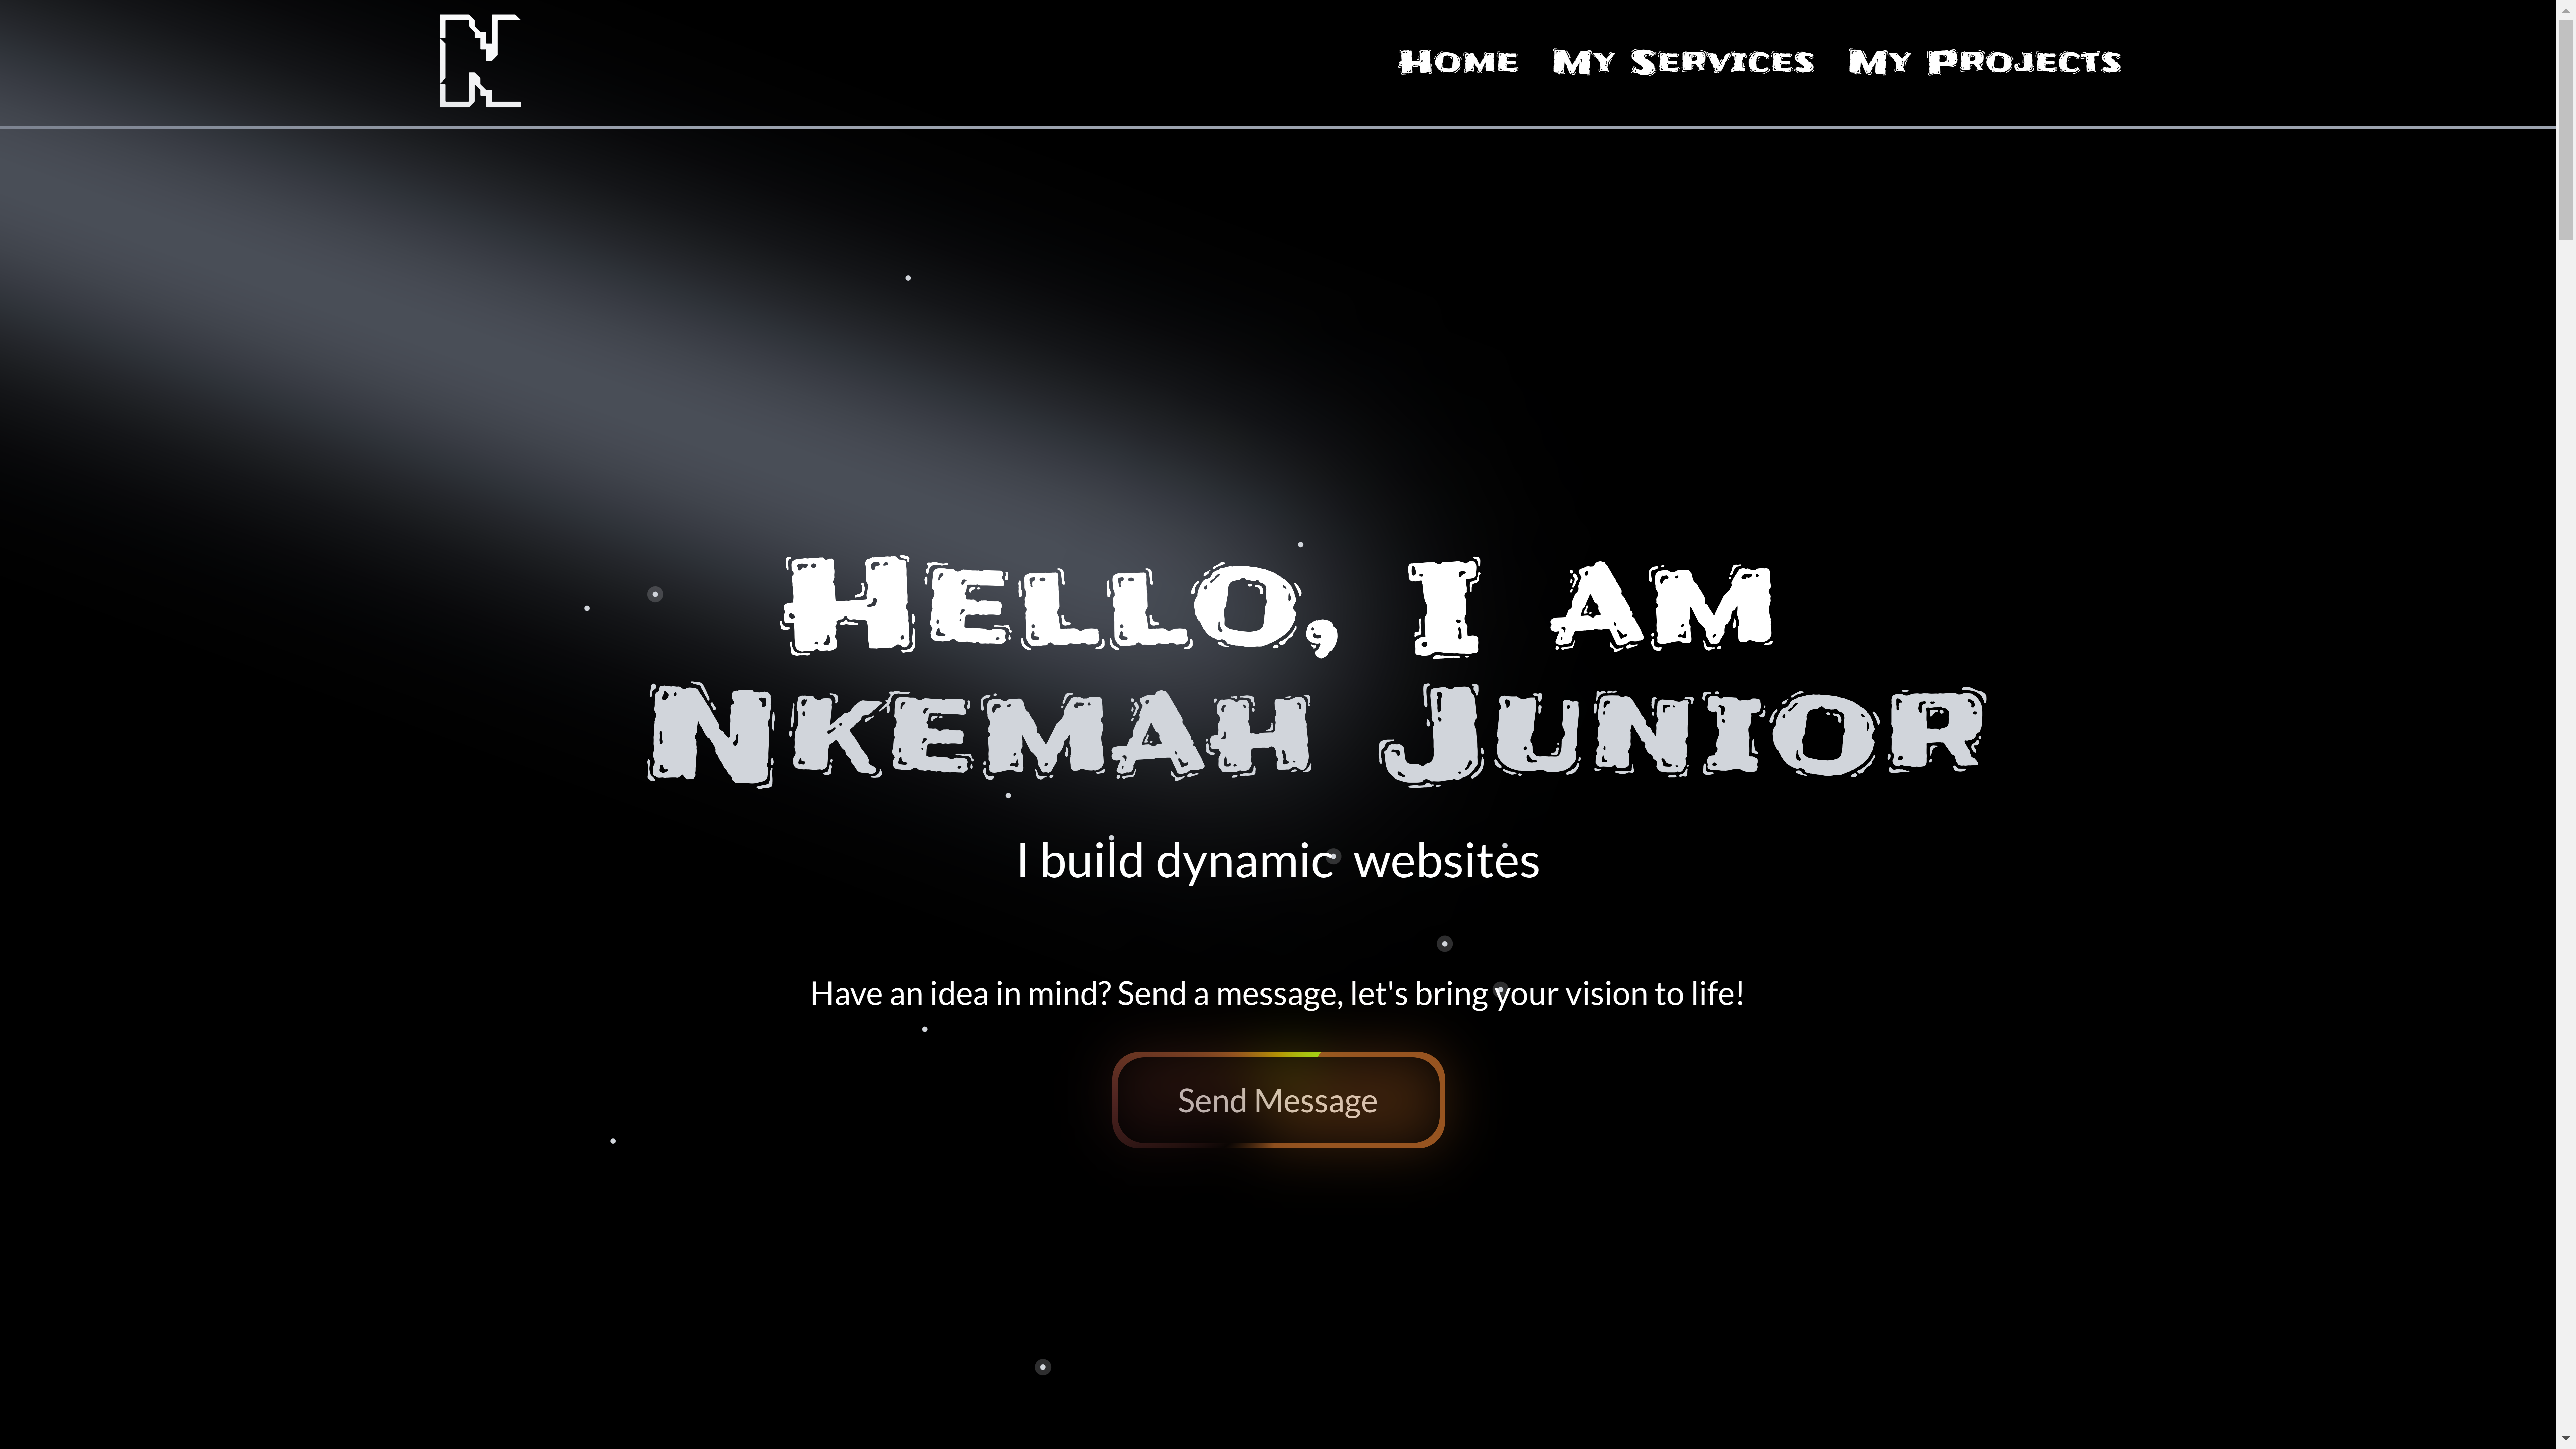 N
Home My Services My Projects
Hello, I am
Nkemah Junior
I build dynamic websites
Have an idea in mind? Send a message, let's bring your vision to life!
Send Message